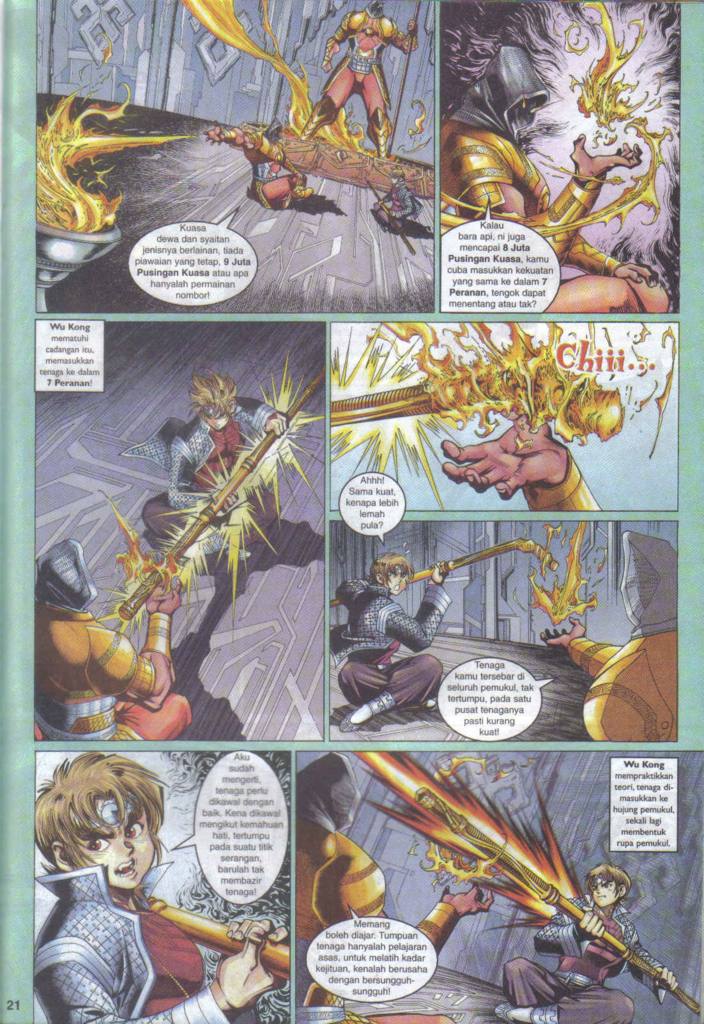 Kuasa
dewa dan syaitan
jenisnya berlainan, tiada
piawaian yang tetap, 9 Juta
Pusingan Kuasa atau apa
hanyalah permainan
nombor!
Kalau
bara api, ni juga
mencapai 8 Juta
Pusingan Kuasa, kamu
cuba masukkan kekuatan
yang sama ke dalam 7
Peranan, tengok dapat
menentang atau tak?
Wu Kong
mematuhi
cadangan itu,
memasukkan
tenaga ke dalam
7 Peranan!
Chiii...
Ahhh!
Sama kuat,
kenapa lebih
lemah
pula?
Tenaga
kamu tersebar di
seluruh pemukul, tak
tertumpu, pada satu
pusat tenaganya
pasti kurang
kuat!
Aku
sudah
mengerti,
tenaga perlu
dikawal dengan
baik. Kena dikawal
mengikut kemahuan
hati, tertumpu
pada suatu titik
serangan,
barulah tak
membazir
tenaga!
Wu Kong
mempraktikkan
teori, tenaga di-
masukkan ke
hujung pemukul,
sekali lagi
membentuk
rupa pemukul.
Memang
boleh diajar. Tumpuan
tenaga hanyalah pelajaran
asas, untuk melatih kadar
kejituan, kenalah berusaha
dengan bersungguh-
sungguh!
21